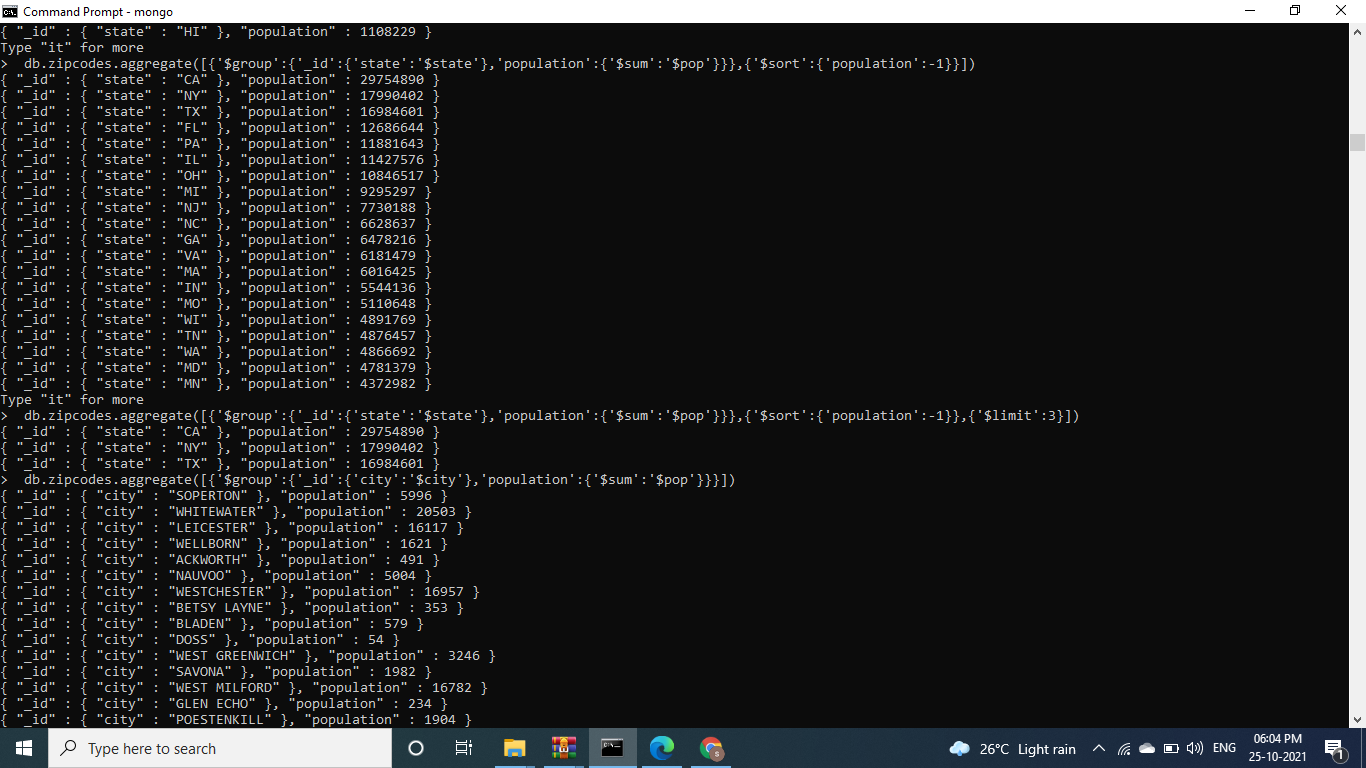 Command Prompt - mongo
{ "_id" : { "state" : "HI" }, "population" : 1108229 }
Type "it" for more
>  db.zipcodes.aggregate([{'$group':{'_id':{'state':'$state'},'population':{'$sum':'$pop'}}},{'$sort':{'population':-1}}])
{ "_id" : { "state" : "CA" }, "population" : 29754890 }
{ "_id" : { "state" : "NY" }, "population" : 17990402 }
{ "_id" : { "state" : "TX" }, "population" : 16984601 }
{ "_id" : { "state" : "FL" }, "population" : 12686644 }
{ "_id" : { "state" : "PA" }, "population" : 11881643 }
{ "_id" : { "state" : "IL" }, "population" : 11427576 }
{ "_id" : { "state" : "OH" }, "population" : 10846517 }
{ "_id" : { "state" : "MI" }, "population" : 9295297 }
{ "_id" : { "state" : "NJ" }, "population" : 7730188 }
{ "_id" : { "state" : "NC" }, "population" : 6628637 }
{ "_id" : { "state" : "GA" }, "population" : 6478216 }
{ "_id" : { "state" : "VA" }, "population" : 6181479 }
{ "_id" : { "state" : "MA" }, "population" : 6016425 }
{ "_id" : { "state" : "IN" }, "population" : 5544136 }
{ "_id" : { "state" : "MO" }, "population" : 5110648 }
{ "_id" : { "state" : "WI" }, "population" : 4891769 }
{ "_id" : { "state" : "TN" }, "population" : 4876457 }
{ "_id" : { "state" : "WA" }, "population" : 4866692 }
{ "_id" : { "state" : "MD" }, "population" : 4781379 }
{ "_id" : { "state" : "MN" }, "population" : 4372982 }
Type "it" for more
>  db.zipcodes.aggregate([{'$group':{'_id':{'state':'$state'},'population':{'$sum':'$pop'}}},{'$sort':{'population':-1}},{'$limit':3}])
{ "_id" : { "state" : "CA" }, "population" : 29754890 }
{ "_id" : { "state" : "NY" }, "population" : 17990402 }
{ "_id" : { "state" : "TX" }, "population" : 16984601 }
>  db.zipcodes.aggregate([{'$group':{'_id':{'city':'$city'},'population':{'$sum':'$pop'}}}])
{ "_id" : { "city" : "SOPERTON" }, "population" : 5996 }
{ "_id" : { "city" : "WHITEWATER" }, "population" : 20503 }
{ "_id" : { "city" : "LEICESTER" }, "population" : 16117 }
{ "_id" : { "city" : "WELLBORN" }, "population" : 1621 }
{ "_id" : { "city" : "ACKWORTH" }, "population" : 491 }
{ "_id" : { "city" : "NAUVOO" }, "population" : 5004 }
{ "_id" : { "city" : "WESTCHESTER" }, "population" : 16957 }
{ "_id" : { "city" : "BETSY LAYNE" }, "population" : 353 }
{ "_id" : { "city" : "BLADEN" }, "population" : 579 }
{ "_id" : { "city" : "DOSS" }, "population" : 54 }
{ "_id" : { "city" : "WEST GREENWICH" }, "population" : 3246 }
{ "_id" : { "city" : "SAVONA" }, "population" : 1982 }
{ "_id" : { "city" : "WEST MILFORD" }, "population" : 16782 }
{ "_id" : { "city" : "GLEN ECHO" }, "population" : 234 }
{ "_id" : { "city" : "POESTENKILL" }, "population" : 1904 }
Type here to search
26°C Light rain
ENG
06:04 PM
25-10-2021
1